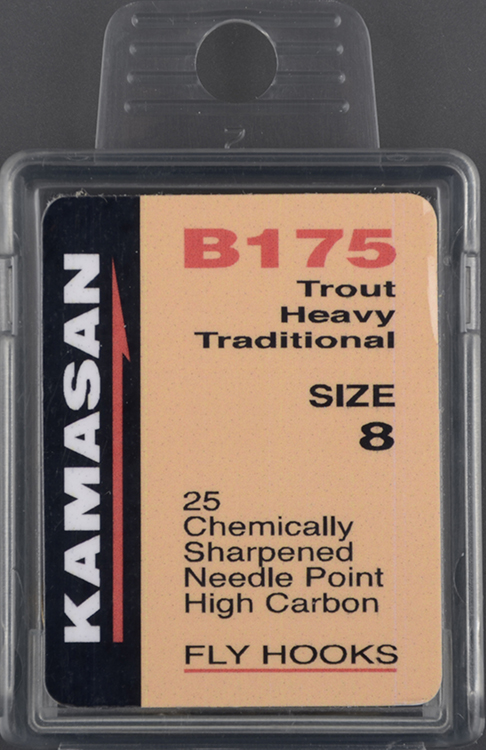 KAMASAN
B175
Trout
Heavy
Traditional
SIZE
8
25
Chemically
Sharpened
Needle Point
High Carbon
FLY HOOKS